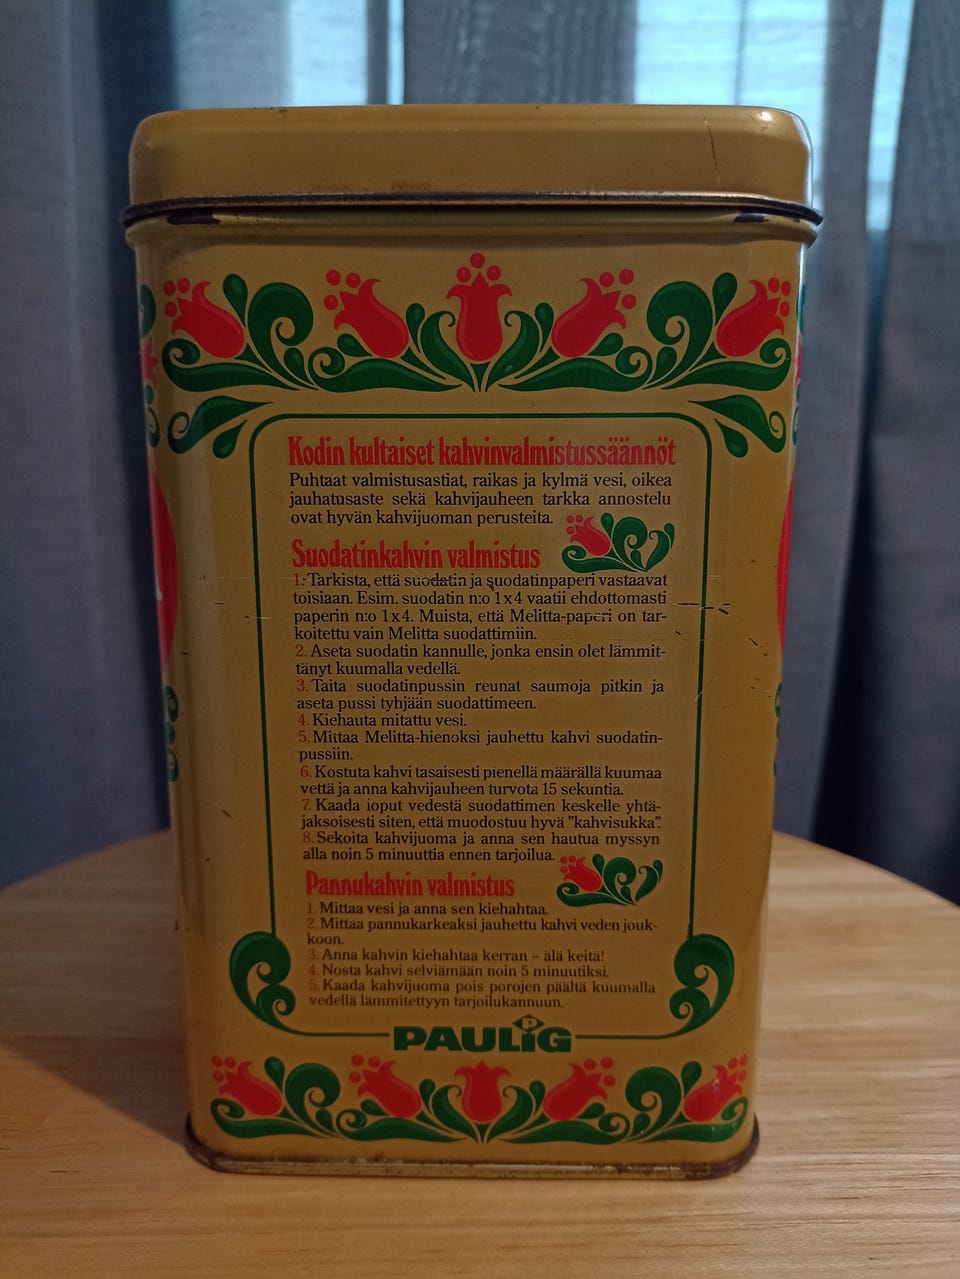 Kodin kultaiset kahvinvalmistussäännöt
Puhtaat valmistusastiat, raikas ja kylmä vesi, oikea
jauhatusaste sekä kahvijauheen tarkka annostelu
ovat hyvän kahvijuoman perusteita.
Suodatinkahvin valmistus
1. Tarkista, että suodatin ja suodatinpaperi vastaavat
toisiaan. Esim. suodatin n:o 1x4 vaatii ehdottomasti
paperin n:o 1x4. Muista, että Melitta-paperi on tar-
koitettu vain Melitta suodattimiin.
2. Aseta suodatin kannulle, jonka ensin olet lämmit-
tänyt kuumalla vedellä.
3. Taita suodatinpussin reunat saumoja pitkin ja
aseta pussi tyhjään suodattimeen.
4. Kiehauta mitattu vesi.
5. Mittaa Melitta-hienoksi jauhettu kahvi suodatin-
pussiin.
6. Kostuta kahvi tasaisesti pienellä määrällä kuumaa
vettä ja anna kahvijauheen turvota 15 sekuntia.
7. Kaada loput vedestä suodattimen keskelle yhtä-
jaksoisesti siten, että muodostuu hyvä ”kahvisukka”.
8. Sekoita kahvijuoma ja anna sen hautua myssyn
alla noin 5 minuuttia ennen tarjoilua.
Pannukahvin valmistus
1. Mittaa vesi ja anna sen kiehahtaa.
2. Mittaa pannukarkeaksi jauhettu kahvi veden jouk-
koon.
3. Anna kahvin kiehahtaa kerran – älä keitä!
4. Nosta kahvi selviämään noin 5 minuutiksi.
5. Kaada kahvijuoma pois porojen päältä kuumalla
vedellä lämmitettyyn tarjoilukannuun.
PAULIG